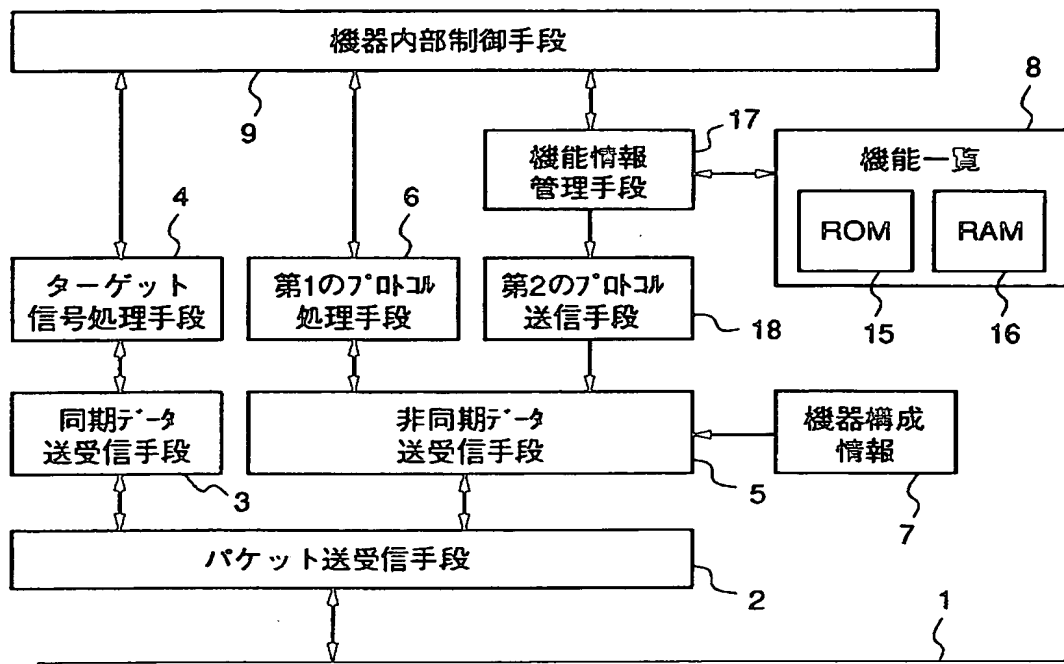 機器内部制御手段
9
8
17
機能情報
管理手段
機能一覧
ROM
RAM
15
16
4
ターゲット
信号処理手段
6
第1のプロトコル
処理手段
第2のプロトコル
送信手段
18
同期データ
送受信手段
3
非同期データ
送受信手段
5
機器構成
情報
7
パケット送受信手段
2
1